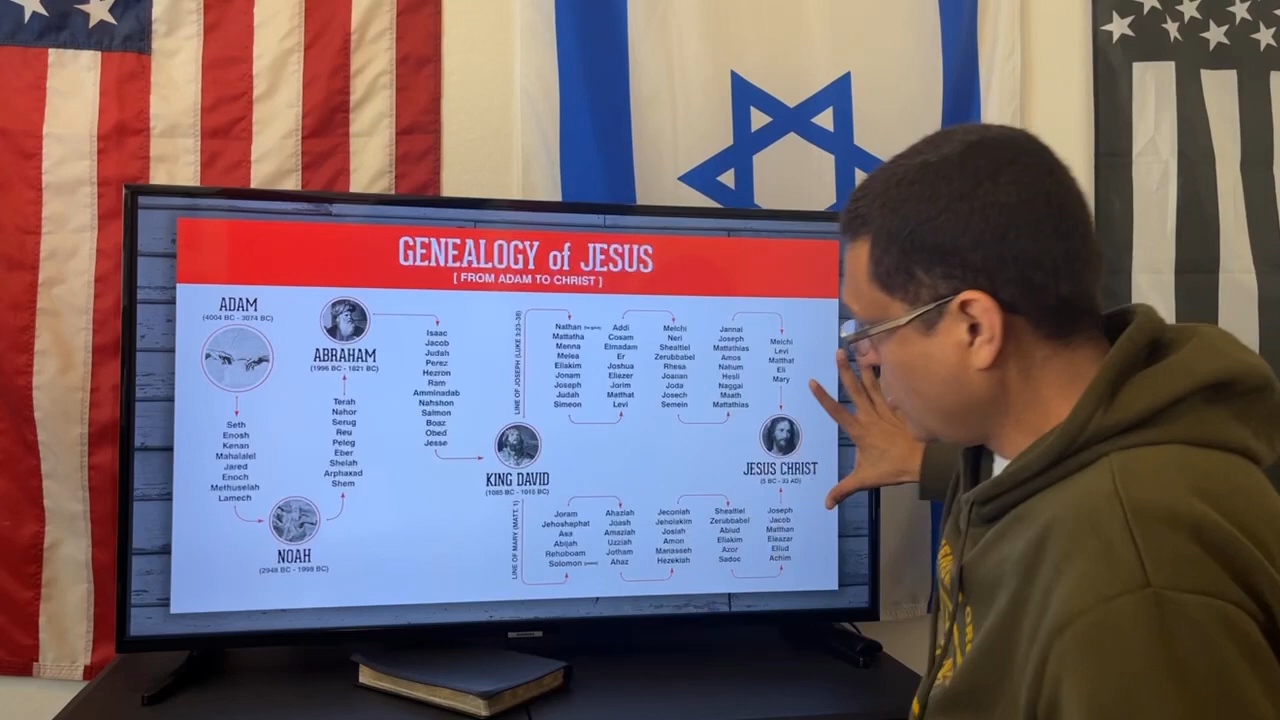 GENEALOGY of JESUS
[ FROM ADAM TO CHRIST ]
ADAM
(4004 BC - 3074 BC)
Seth
Enosh
Kenan
Mahalalel
Jared
Enoch
Methuselah
Lamech
NOAH
(2948 BC - 1998 BC)
ABRAHAM
(1996 BC - 1821 BC)
Terah
Nahor
Serug
Reu
Peleg
Eber
Shelah
Arphaxad
Shem
Isaac
Jacob
Judah
Perez
Hezron
Ram
Amminadab
Nahshon
Salmon
Boaz
Obed
Jesse
KING DAVID
(1085 BC - 1015 BC)
LINE OF JOSEPH (LUKE 3:23-38)
Nathan
Mattatha
Menna
Melea
Eliakim
Jonam
Joseph
Judah
Simeon
Addi
Cosam
Elmadam
Er
Joshua
Eliezer
Jorim
Matthat
Levi
Melchi
Neri
Shealtiel
Zerubbabel
Rhesa
Joanan
Joda
Josech
Semein
Jannai
Joseph
Mattathias
Amos
Nahum
Hesli
Naggai
Maath
Mattathias
Melchi
Levi
Matthat
Eli
Mary
JESUS CHRIST
(5 BC - 33 AD)
LINE OF MARY (MATT. 1)
Joram
Jehoshaphat
Asa
Abijah
Rehoboam
Solomon
Ahaziah
Joash
Amaziah
Uzziah
Jotham
Ahaz
Jeconiah
Jehoiakim
Josiah
Amon
Manasseh
Hezekiah
Shealtiel
Zerubbabel
Abiud
Eliakim
Azor
Sadoc
Joseph
Jacob
Matthan
Eleazar
Eliud
Achim